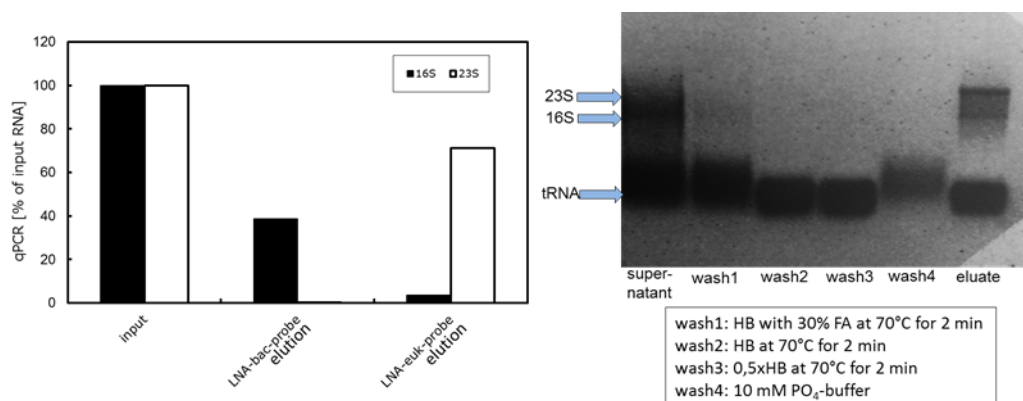 120
100
80
60
40
20
0
qPCR [% of input RNA]
16S 23S
input
LNA-bac-probe
elution
LNA-euk-probe
elution
23S
16S
tRNA
super-
natant
wash1
wash2
wash3
wash4
eluate
wash1: HB with 30% FA at 70°C for 2 min
wash2: HB at 70°C for 2 min
wash3: 0,5xHB at 70°C for 2 min
wash4: 10 mM PO₄-buffer